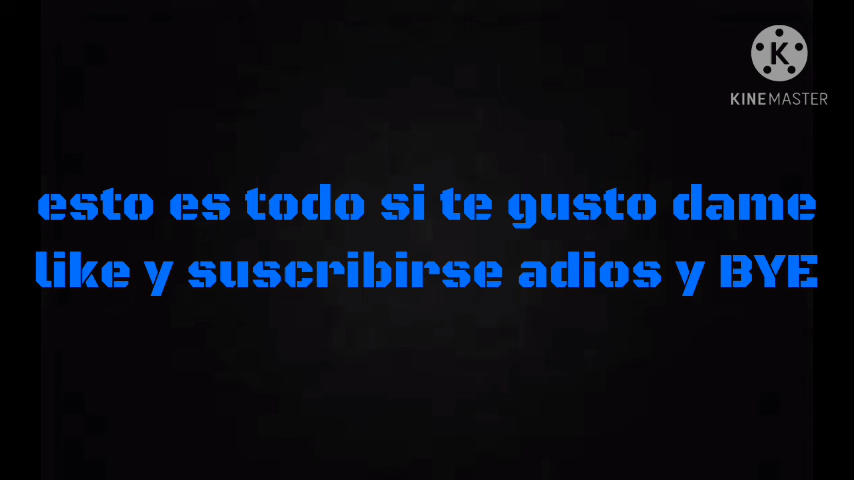 K
KINEMASTER
esto es todo si te gusto dame
like y suscribirse adios y BYE